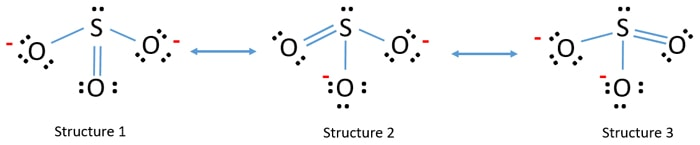 S S S
- O O - O O - - O O
- -
O O O
Structure 1 Structure 2 Structure 3